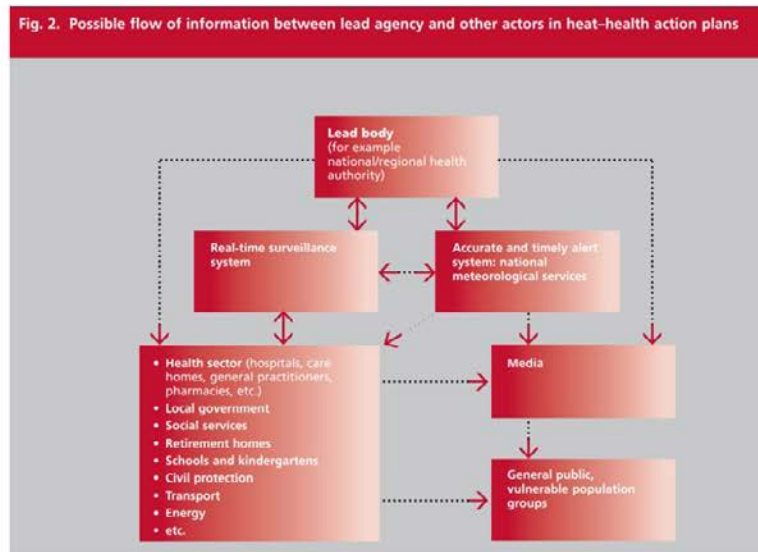 Fig. 2. Possible flow of information between lead agency and other actors in heat–health action plans
Lead body
(for example
national/regional health
authority)
Real-time surveillance
system
Accurate and timely alert
system: national
meteorological services
• Health sector (hospitals, care
homes, general practitioners,
pharmacies, etc.)
• Local government
• Social services
• Retirement homes
• Schools and kindergartens
• Civil protection
• Transport
• Energy
• etc.
Media
General public,
vulnerable population
groups